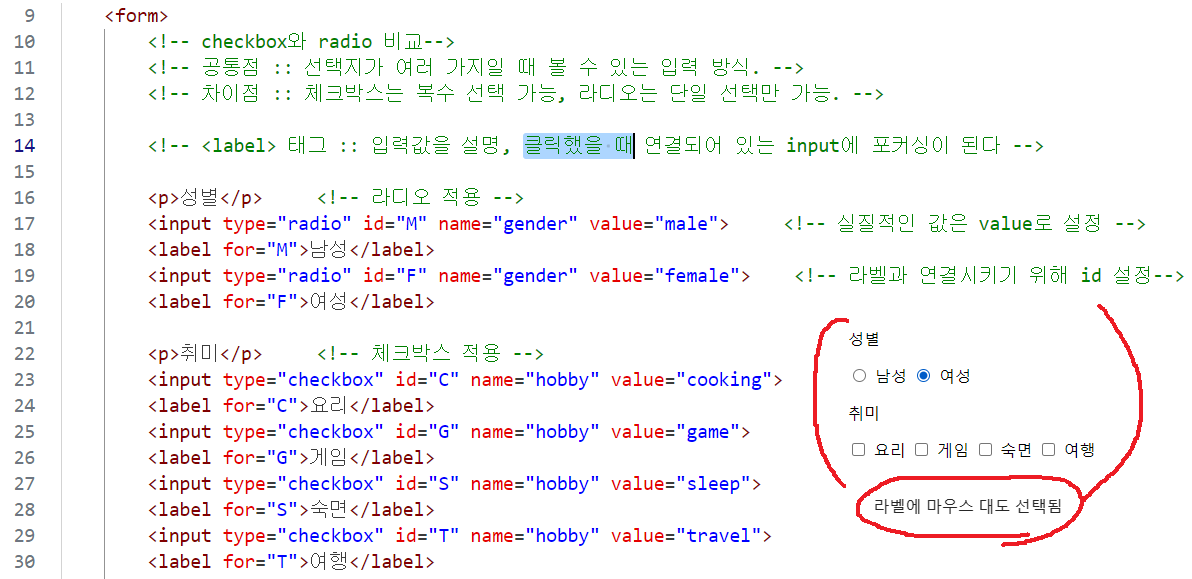 9 <form>
10 <!-- checkbox와 radio 비교-->
11 <!-- 공통점 :: 선택지가 여러 가지일 때 볼 수 있는 입력 방식. -->
12 <!-- 차이점 :: 체크박스는 복수 선택 가능, 라디오는 단일 선택만 가능. -->
13
14 <!-- <label> 태그 :: 입력값을 설명, 클릭했을 때 연결되어 있는 input에 포커싱이 된다 -->
15
16 <p>성별</p> <!-- 라디오 적용 -->
17 <input type="radio" id="M" name="gender" value="male"> <!-- 실질적인 값은 value로 설정 -->
18 <label for="M">남성</label>
19 <input type="radio" id="F" name="gender" value="female"> <!-- 라벨과 연결시키기 위해 id 설정-->
20 <label for="F">여성</label>
21
22 <p>취미</p> <!-- 체크박스 적용 -->
23 <input type="checkbox" id="C" name="hobby" value="cooking">
24 <label for="C">요리</label>
25 <input type="checkbox" id="G" name="hobby" value="game">
26 <label for="G">게임</label>
27 <input type="checkbox" id="S" name="hobby" value="sleep">
28 <label for="S">숙면</label>
29 <input type="checkbox" id="T" name="hobby" value="travel">
30 <label for="T">여행</label>
성별
남성 여성
취미
요리 게임 숙면 여행
라벨에 마우스 대도 선택됨